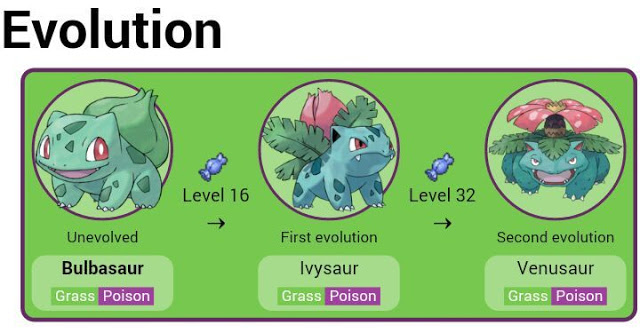 Evolution
Level 16
→
Level 32
→
Unevolved
First evolution
Second evolution
Bulbasaur
Ivysaur
Venusaur
Grass Poison
Grass Poison
Grass Poison